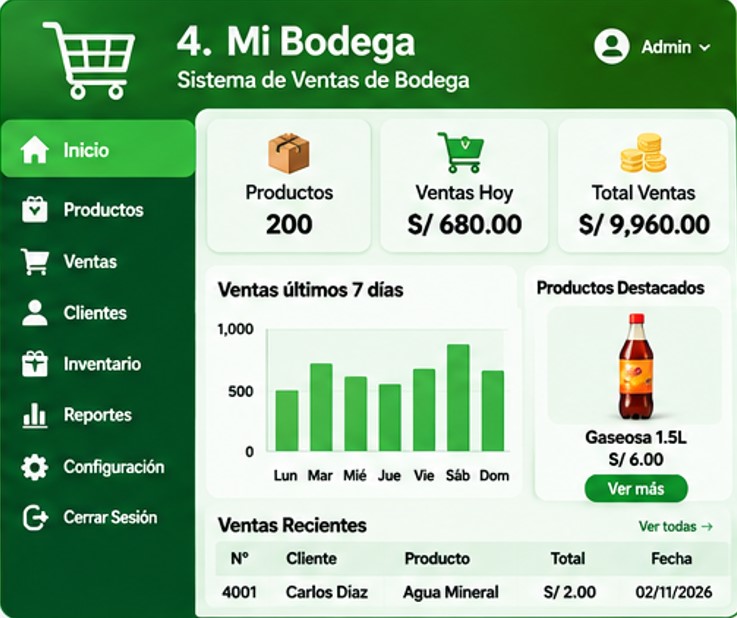 4. Mi Bodega
Sistema de Ventas de Bodega
Admin
Inicio
Productos
Ventas
Clientes
Inventario
Reportes
Configuración
Cerrar Sesión
Productos
200
Ventas Hoy
S/ 680.00
Total Ventas
S/ 9,960.00
Ventas últimos 7 días
1,000
500
0
Lun Mar Mié Jue Vie Sáb Dom
Productos Destacados
Gaseosa 1.5L
S/ 6.00
Ver más
Ventas Recientes
Ver todas →
N° Cliente Producto Total Fecha
4001 Carlos Díaz Agua Mineral S/ 2.00 02/11/2026